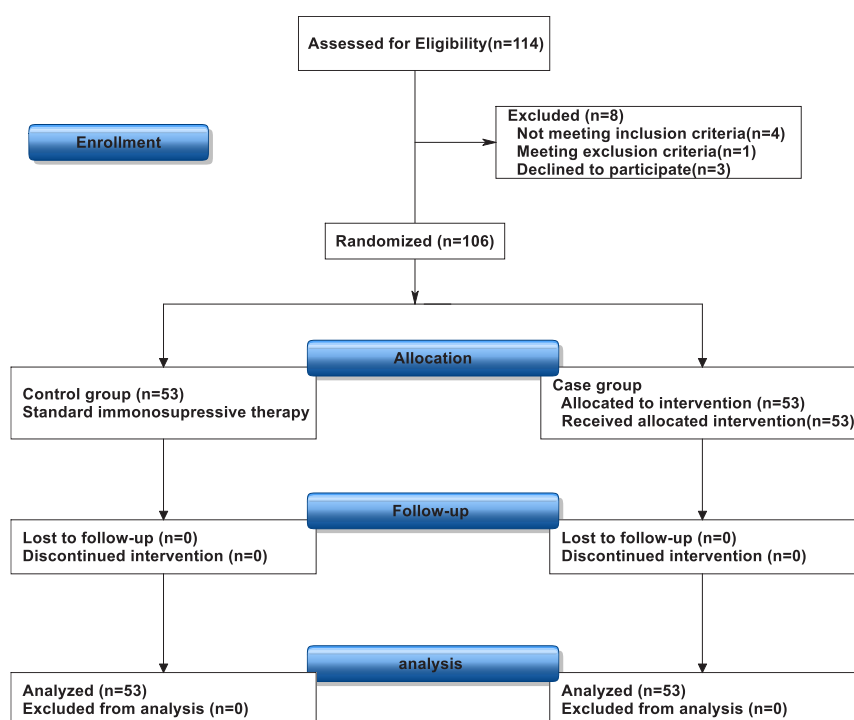 Assessed for Eligibility(n=114)
Enrollment
Excluded (n=8)
Not meeting inclusion criteria(n=4)
Meeting exclusion criteria(n=1)
Declined to participate(n=3)
Randomized (n=106)
Allocation
Control group (n=53)
Standard immonosupressive therapy
Case group
Allocated to intervention (n=53)
Received allocated intervention(n=53)
Follow-up
Lost to follow-up (n=0)
Discontinued intervention (n=0)
Lost to follow-up (n=0)
Discontinued intervention (n=0)
analysis
Analyzed (n=53)
Excluded from analysis (n=0)
Analyzed (n=53)
Excluded from analysis (n=0)